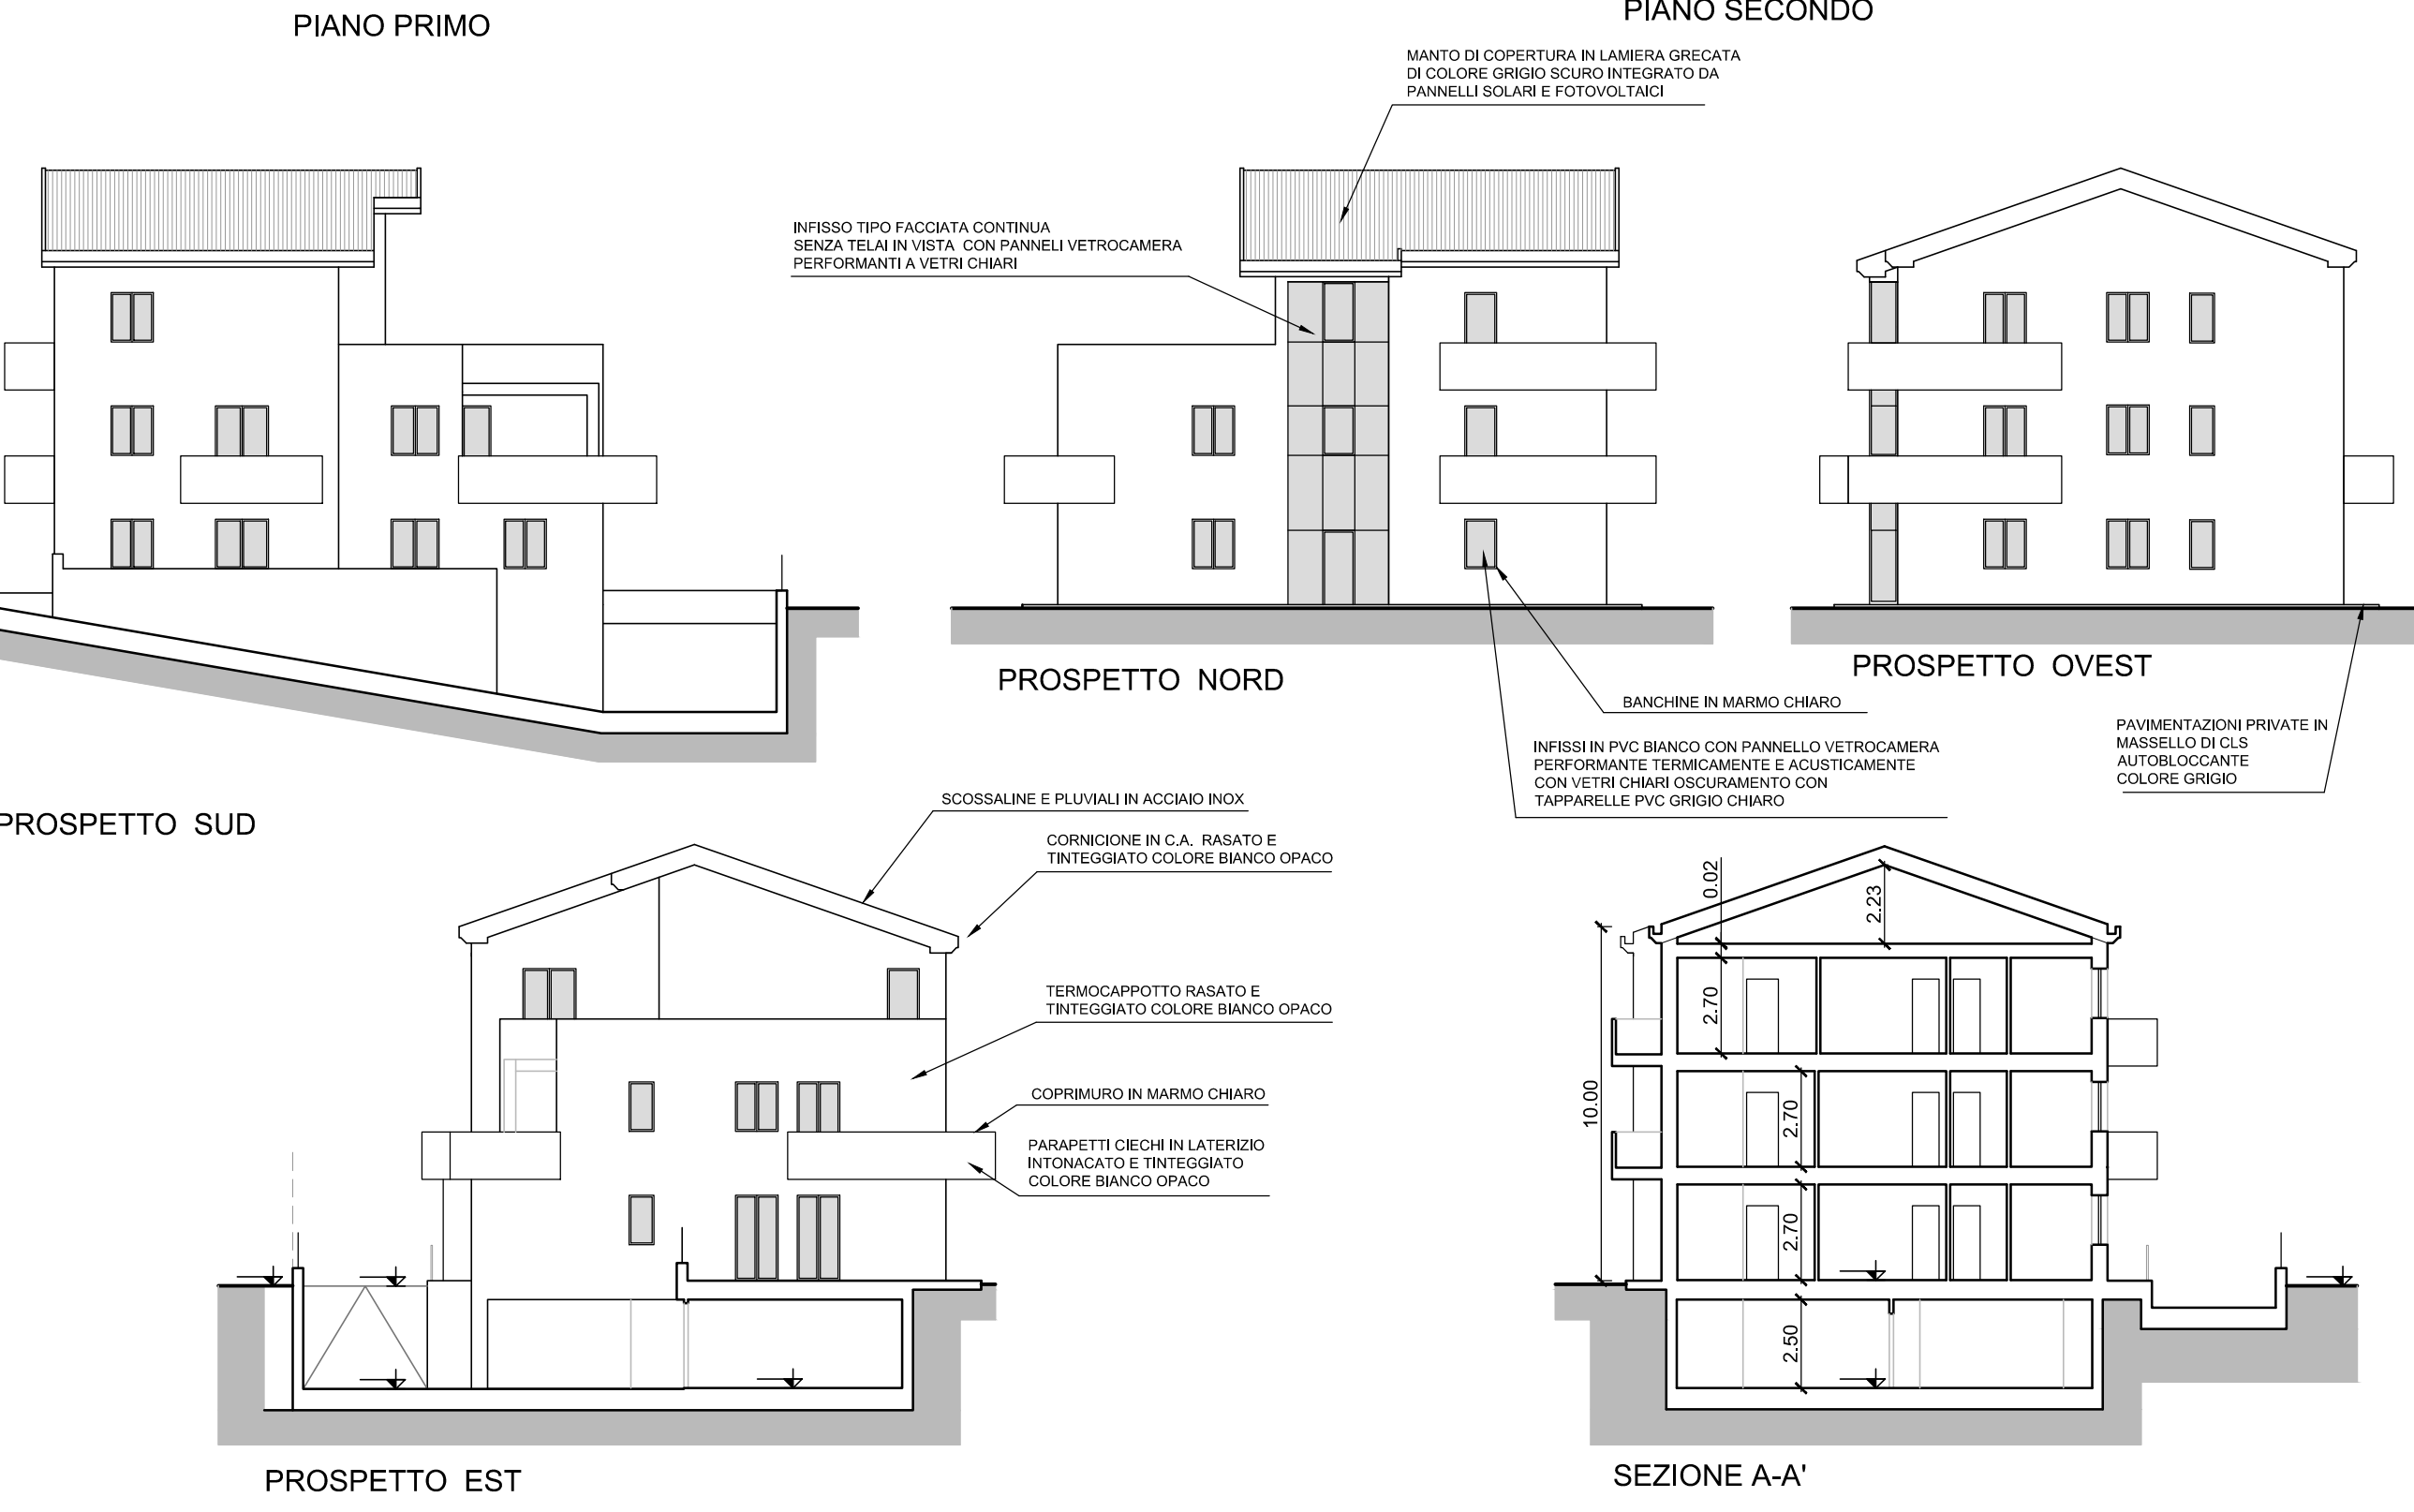 PIANO PRIMO
PIANO SECONDO
MANTO DI COPERTURA IN LAMIERA GRECATA
DI COLORE GRIGIO SCURO INTEGRATO DA
PANNELLI SOLARI E FOTOVOLTAICI
INFISSO TIPO FACCIATA CONTINUA
SENZA TELAI IN VISTA CON PANNELI VETROCAMERA
PERFORMANTI A VETRI CHIARI
PROSPETTO NORD
PROSPETTO OVEST
BANCHINE IN MARMO CHIARO
INFISSI IN PVC BIANCO CON PANNELLO VETROCAMERA
PERFORMANTE TERMICAMENTE E ACUSTICAMENTE
CON VETRI CHIARI OSCURAMENTO CON
TAPPARELLE PVC GRIGIO CHIARO
PAVIMENTAZIONI PRIVATE IN
MASSELLO DI CLS
AUTOBLOCCANTE
COLORE GRIGIO
PROSPETTO SUD
SCOSSALINE E PLUVIALI IN ACCIAIO INOX
CORNICIONE IN C.A. RASATO E
TINTEGGIATO COLORE BIANCO OPACO
TERMOCAPPOTTO RASATO E
TINTEGGIATO COLORE BIANCO OPACO
COPRIMURO IN MARMO CHIARO
PARAPETTI CIECHI IN LATERIZIO
INTONACATO E TINTEGGIATO
COLORE BIANCO OPACO
0.02
2.23
2.70
10.00
2.70
2.70
2.50
PROSPETTO EST
SEZIONE A-A'